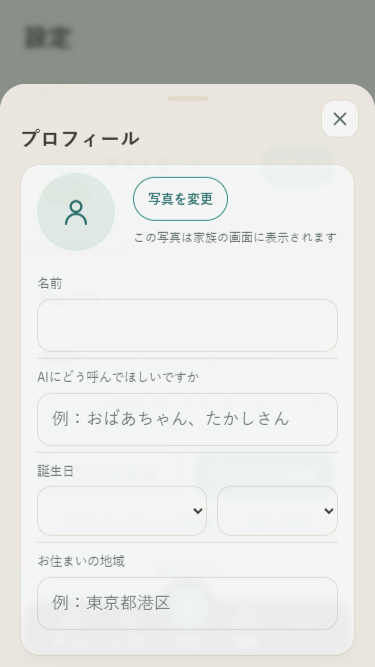 設定
プロフィール
写真を変更
この写真は家族の画面に表示されます
名前
AIにどう呼んでほしいですか
例：おばあちゃん、たかしさん
誕生日
お住まいの地域
例：東京都港区